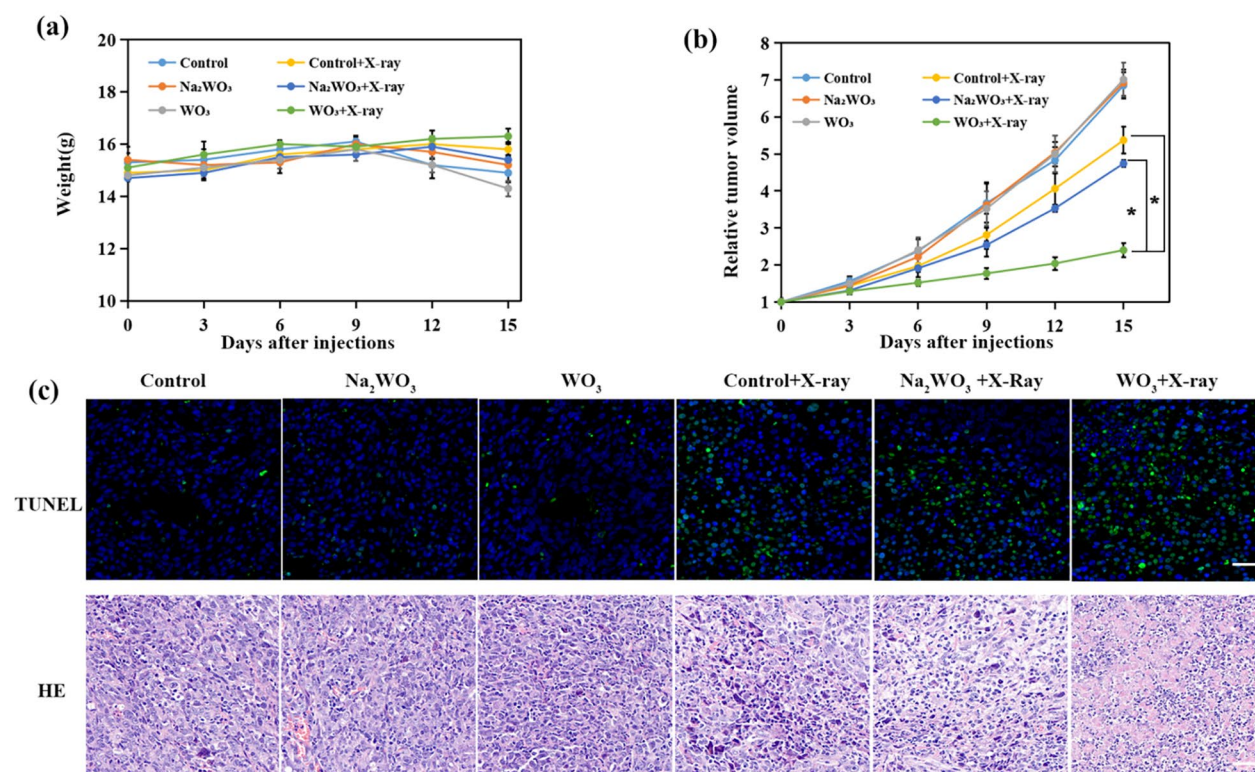 (a)
20
18
16
14
12
10
Weight(g)
Control
Control+X-ray
Na₂WO₃
Na₂WO₃+X-ray
WO₃
WO₃+X-ray
0 3 6 9 12 15
Days after injections
(b)
8
7
6
5
4
3
2
1
Relative tumor volume
Control
Control+X-ray
Na₂WO₃
Na₂WO₃+X-ray
WO₃
WO₃+X-ray
* *
0 3 6 9 12 15
Days after injections
(c)
Control Na₂WO₃ WO₃ Control+X-ray Na₂WO₃ +X-Ray WO₃+X-ray
TUNEL
HE